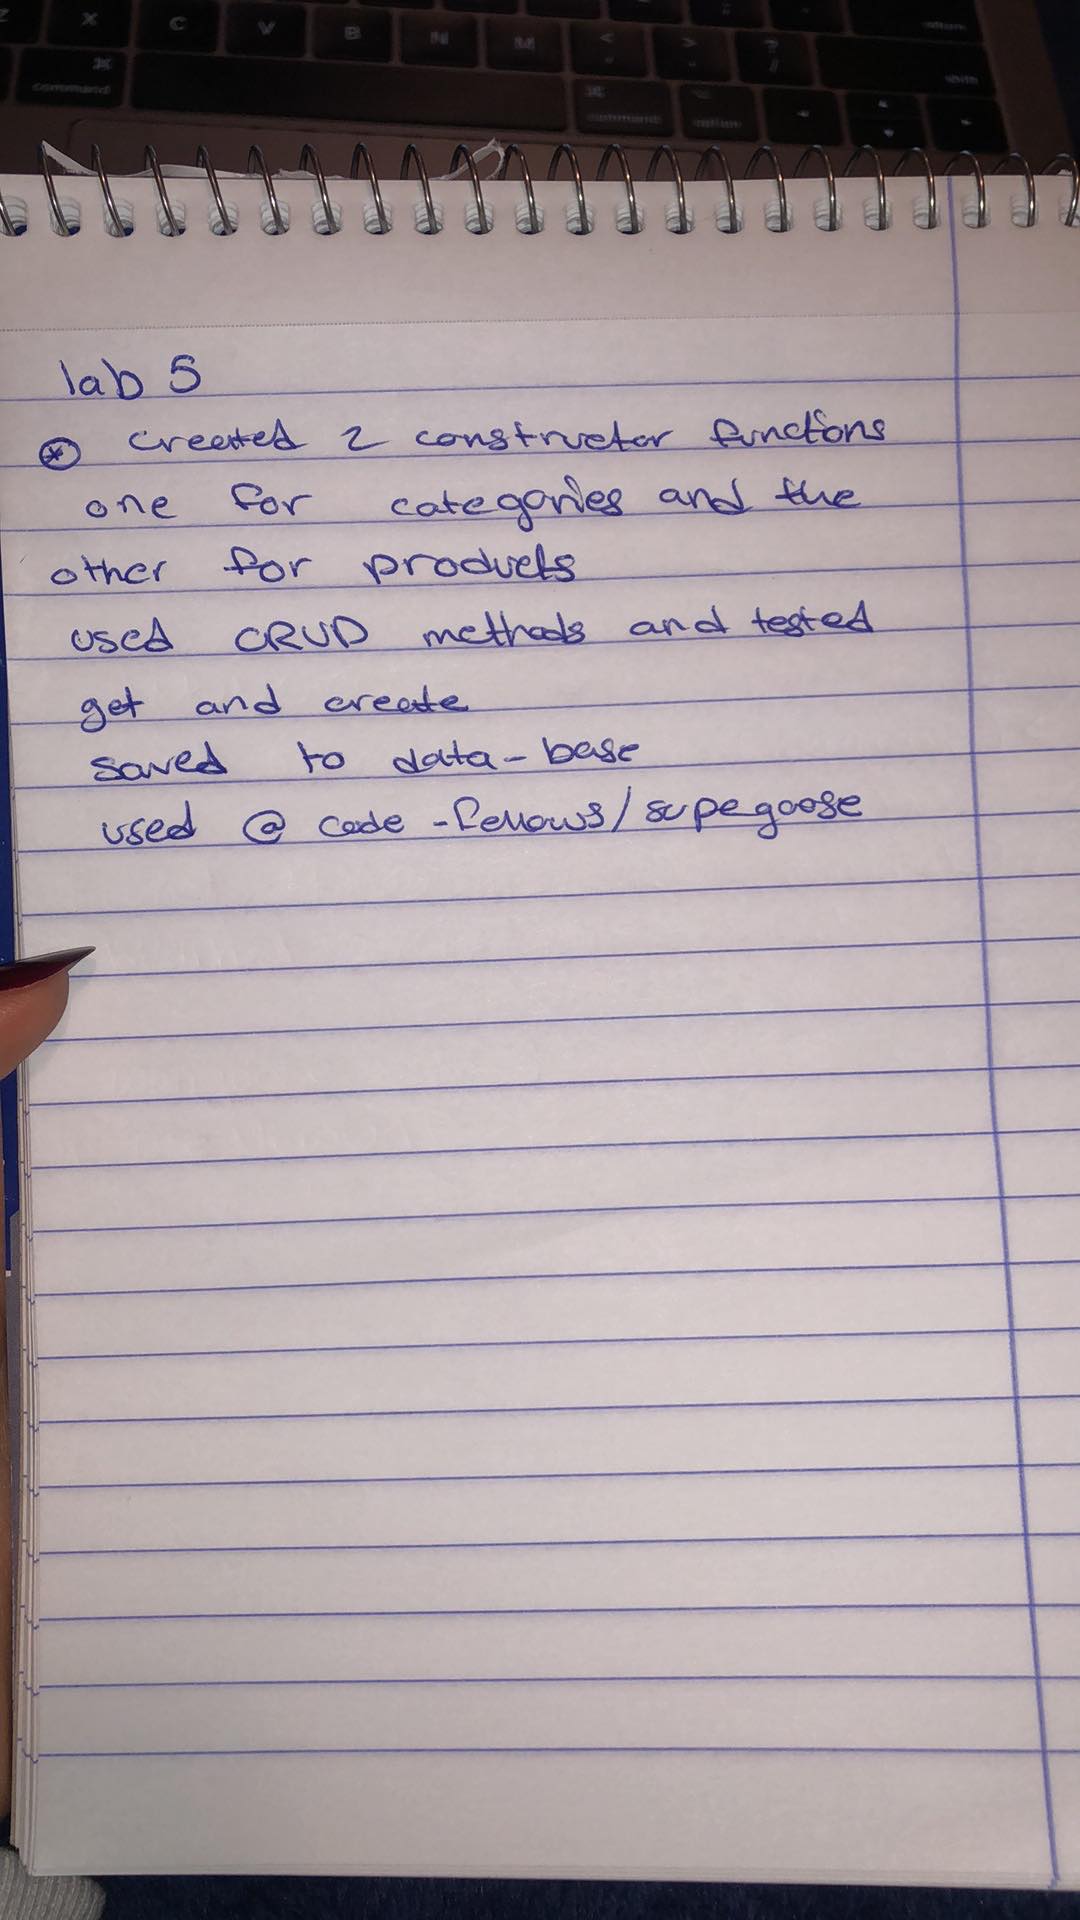 lab 5
* created 2 constructor functions
one for categories and the
other for products
used CRUD methods and tested
get and create
saved to data-base
used @ code-fellows/supegoose